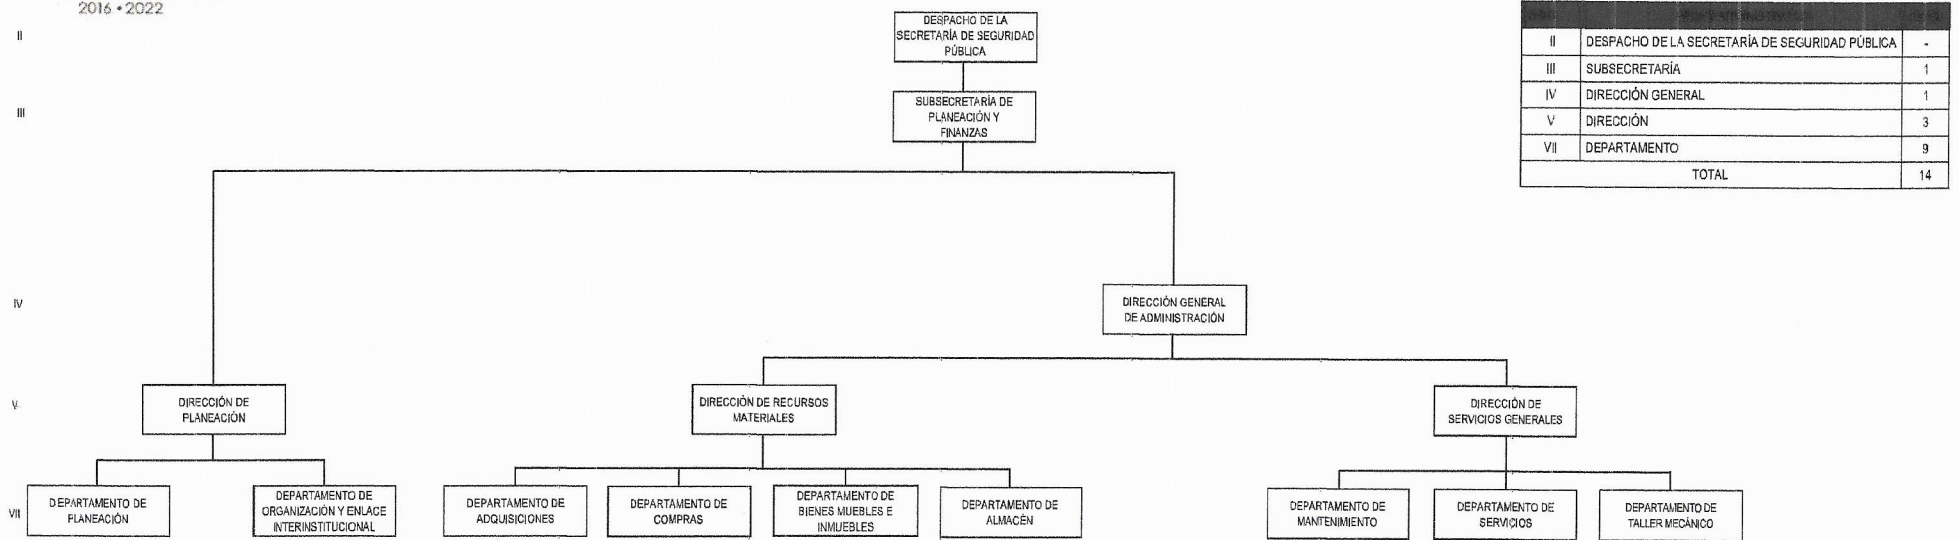 2016 • 2022
II
DESPACHO DE LA
SECRETARÍA DE SEGURIDAD
PÚBLICA
III
SUBSECRETARÍA DE
PLANEACIÓN Y
FINANZAS
II DESPACHO DE LA SECRETARÍA DE SEGURIDAD PÚBLICA -
III SUBSECRETARÍA 1
IV DIRECCIÓN GENERAL 1
V DIRECCIÓN 3
VII DEPARTAMENTO 9
TOTAL 14
IV
DIRECCIÓN GENERAL
DE ADMINISTRACIÓN
V
DIRECCIÓN DE
PLANEACIÓN
DIRECCIÓN DE RECURSOS
MATERIALES
DIRECCIÓN DE
SERVICIOS GENERALES
VII
DEPARTAMENTO DE
PLANEACIÓN
DEPARTAMENTO DE
ORGANIZACIÓN Y ENLACE
INTERINSTITUCIONAL
DEPARTAMENTO DE
ADQUISICIONES
DEPARTAMENTO DE
COMPRAS
DEPARTAMENTO DE
BIENES MUEBLES E
INMUEBLES
DEPARTAMENTO DE
ALMACÉN
DEPARTAMENTO DE
MANTENIMIENTO
DEPARTAMENTO DE
SERVICIOS
DEPARTAMENTO DE
TALLER MECÁNICO